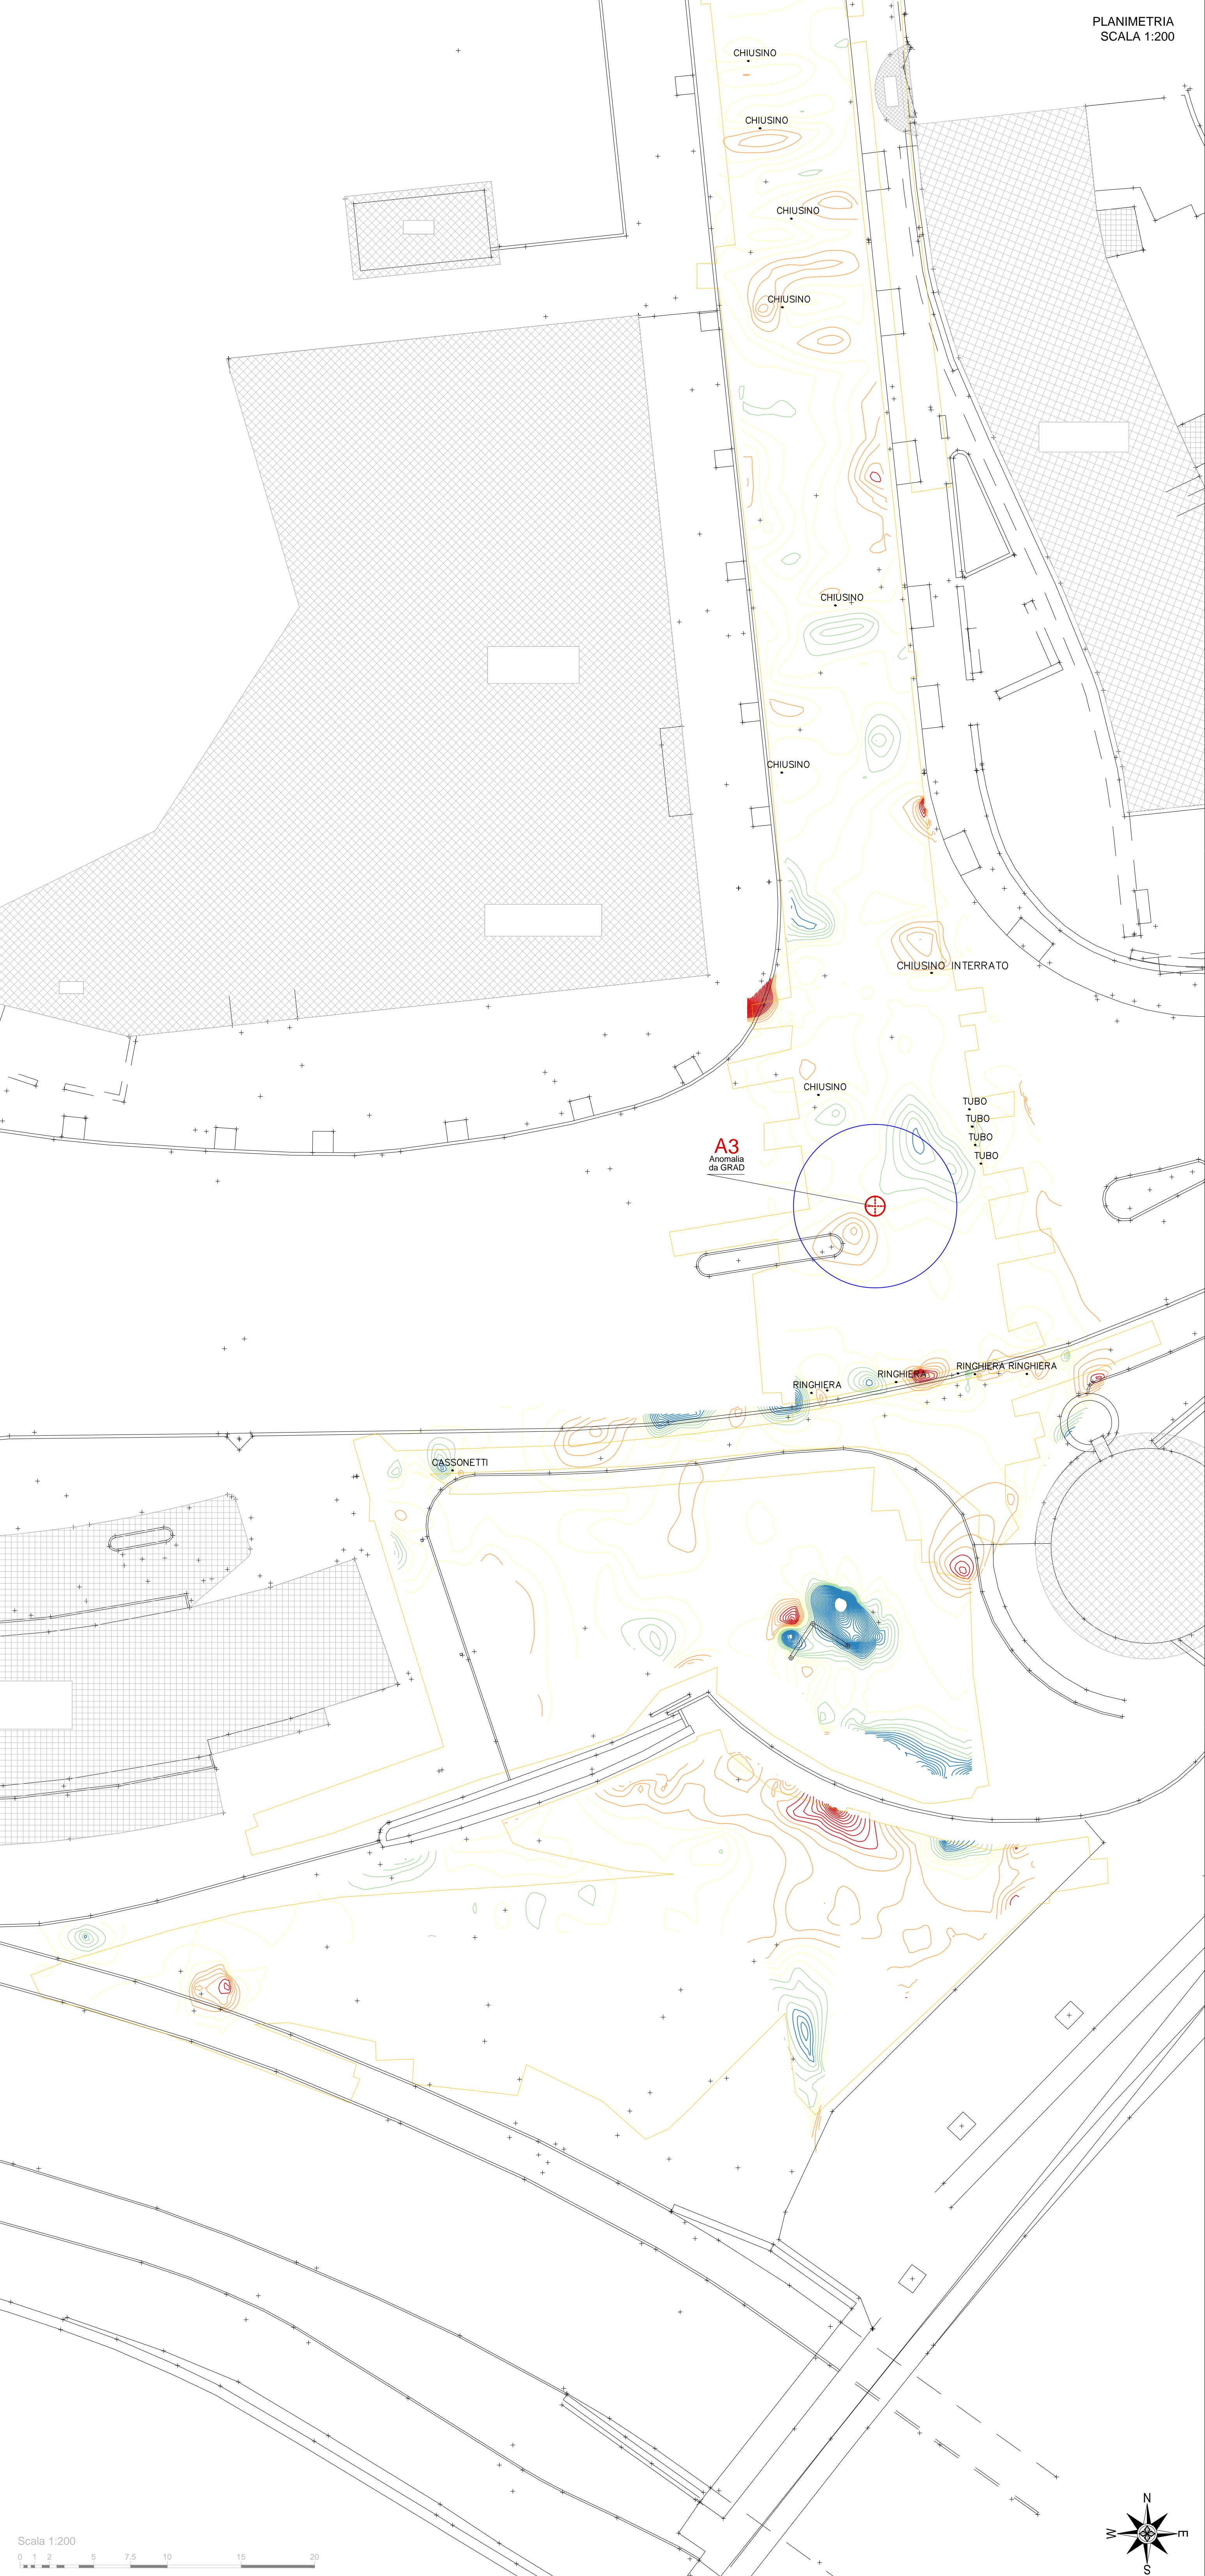 PLANIMETRIA
SCALA 1:200
CHIUSINO
CHIUSINO
CHIUSINO
CHIUSINO
CHIUSINO
CHIUSINO
CHIUSINO INTERRATO
CHIUSINO
TUBO
TUBO
TUBO
TUBO
A3
Anomalia
da GRAD
RINGHIERA RINGHIERA
RINGHIERA
RINGHIERA
CASSONETTI
N
W E
S
Scala 1:200
0 1 2 5 7.5 10 15 20